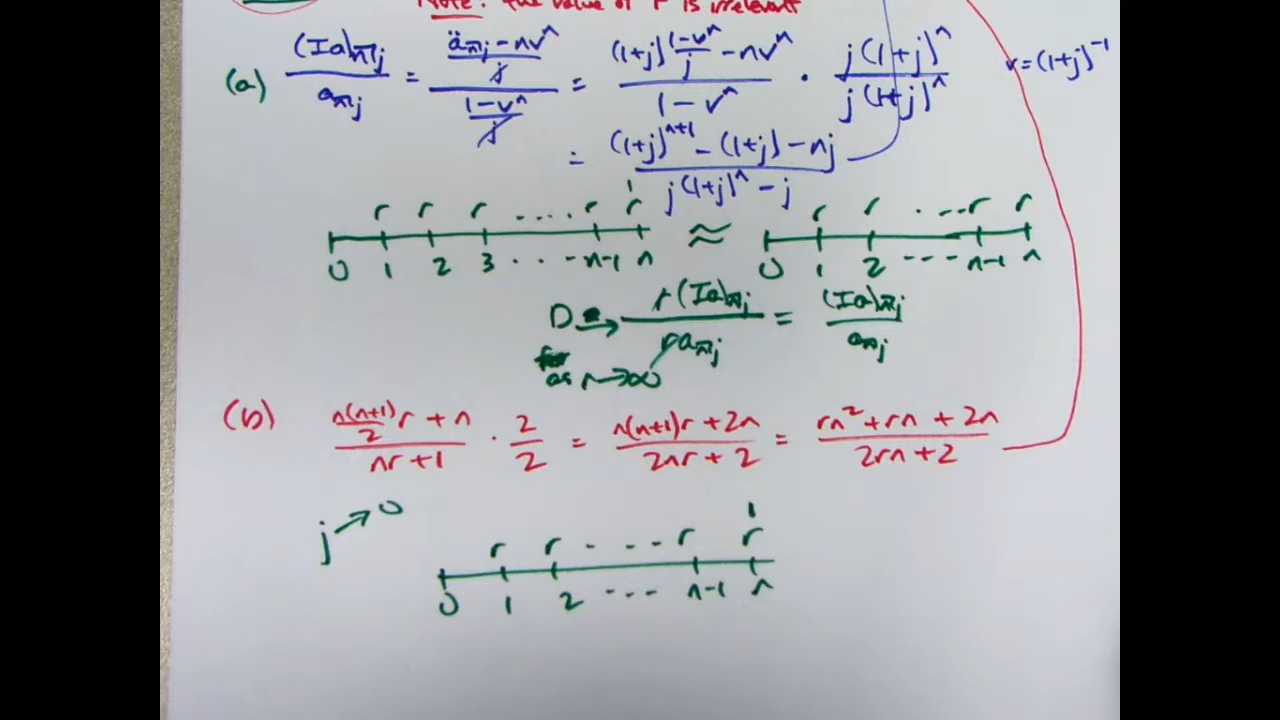 Note: the value of r is irrelevant
(a) (Ia)n̅|j / an̅|j = ((än̅|j - nvⁿ)/j) / ((1-vⁿ)/j) = ((1+j)(1-vⁿ)/j - nvⁿ) / (1-vⁿ) · j(1+j)ⁿ / j(1+j)ⁿ v=(1+j)⁻¹
= ((1+j)ⁿ⁺¹ - (1+j) - nj) / (j(1+j)ⁿ - j)
1
r r r .... r r ≈ r r ...r r
0 1 2 3 ... n-1 n 0 1 2 --- n-1 n
D → r(Ia)n̅|j / r an̅|j = (Ia)n̅|j / an̅|j
as r→∞
(b) (n(n+1)/2 r + n) / (nr+1) · 2/2 = (n(n+1)r + 2n) / (2nr + 2) = (rn² + rn + 2n) / (2rn + 2)
j → 0
1
r r - - -- r r
0 1 2 --- n-1 n